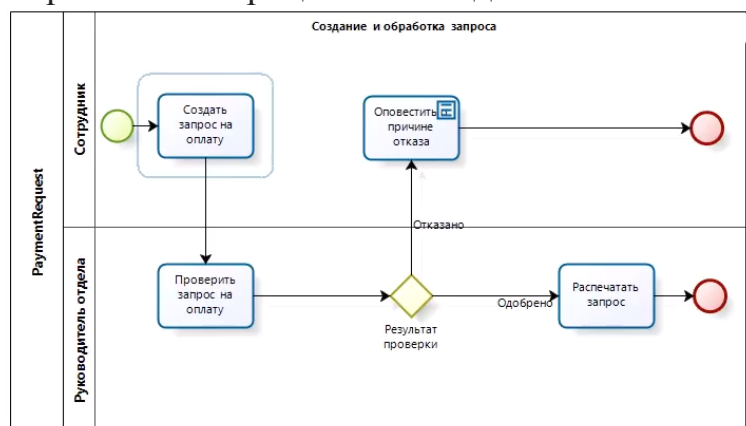 Создание и обработка запроса
PaymentRequest
Сотрудник
Создать
запрос на
оплату
Оповестить
причине
отказа
Отказано
Руководитель отдела
Проверить
запрос на
оплату
Результат
проверки
Одобрено
Распечатать
запрос